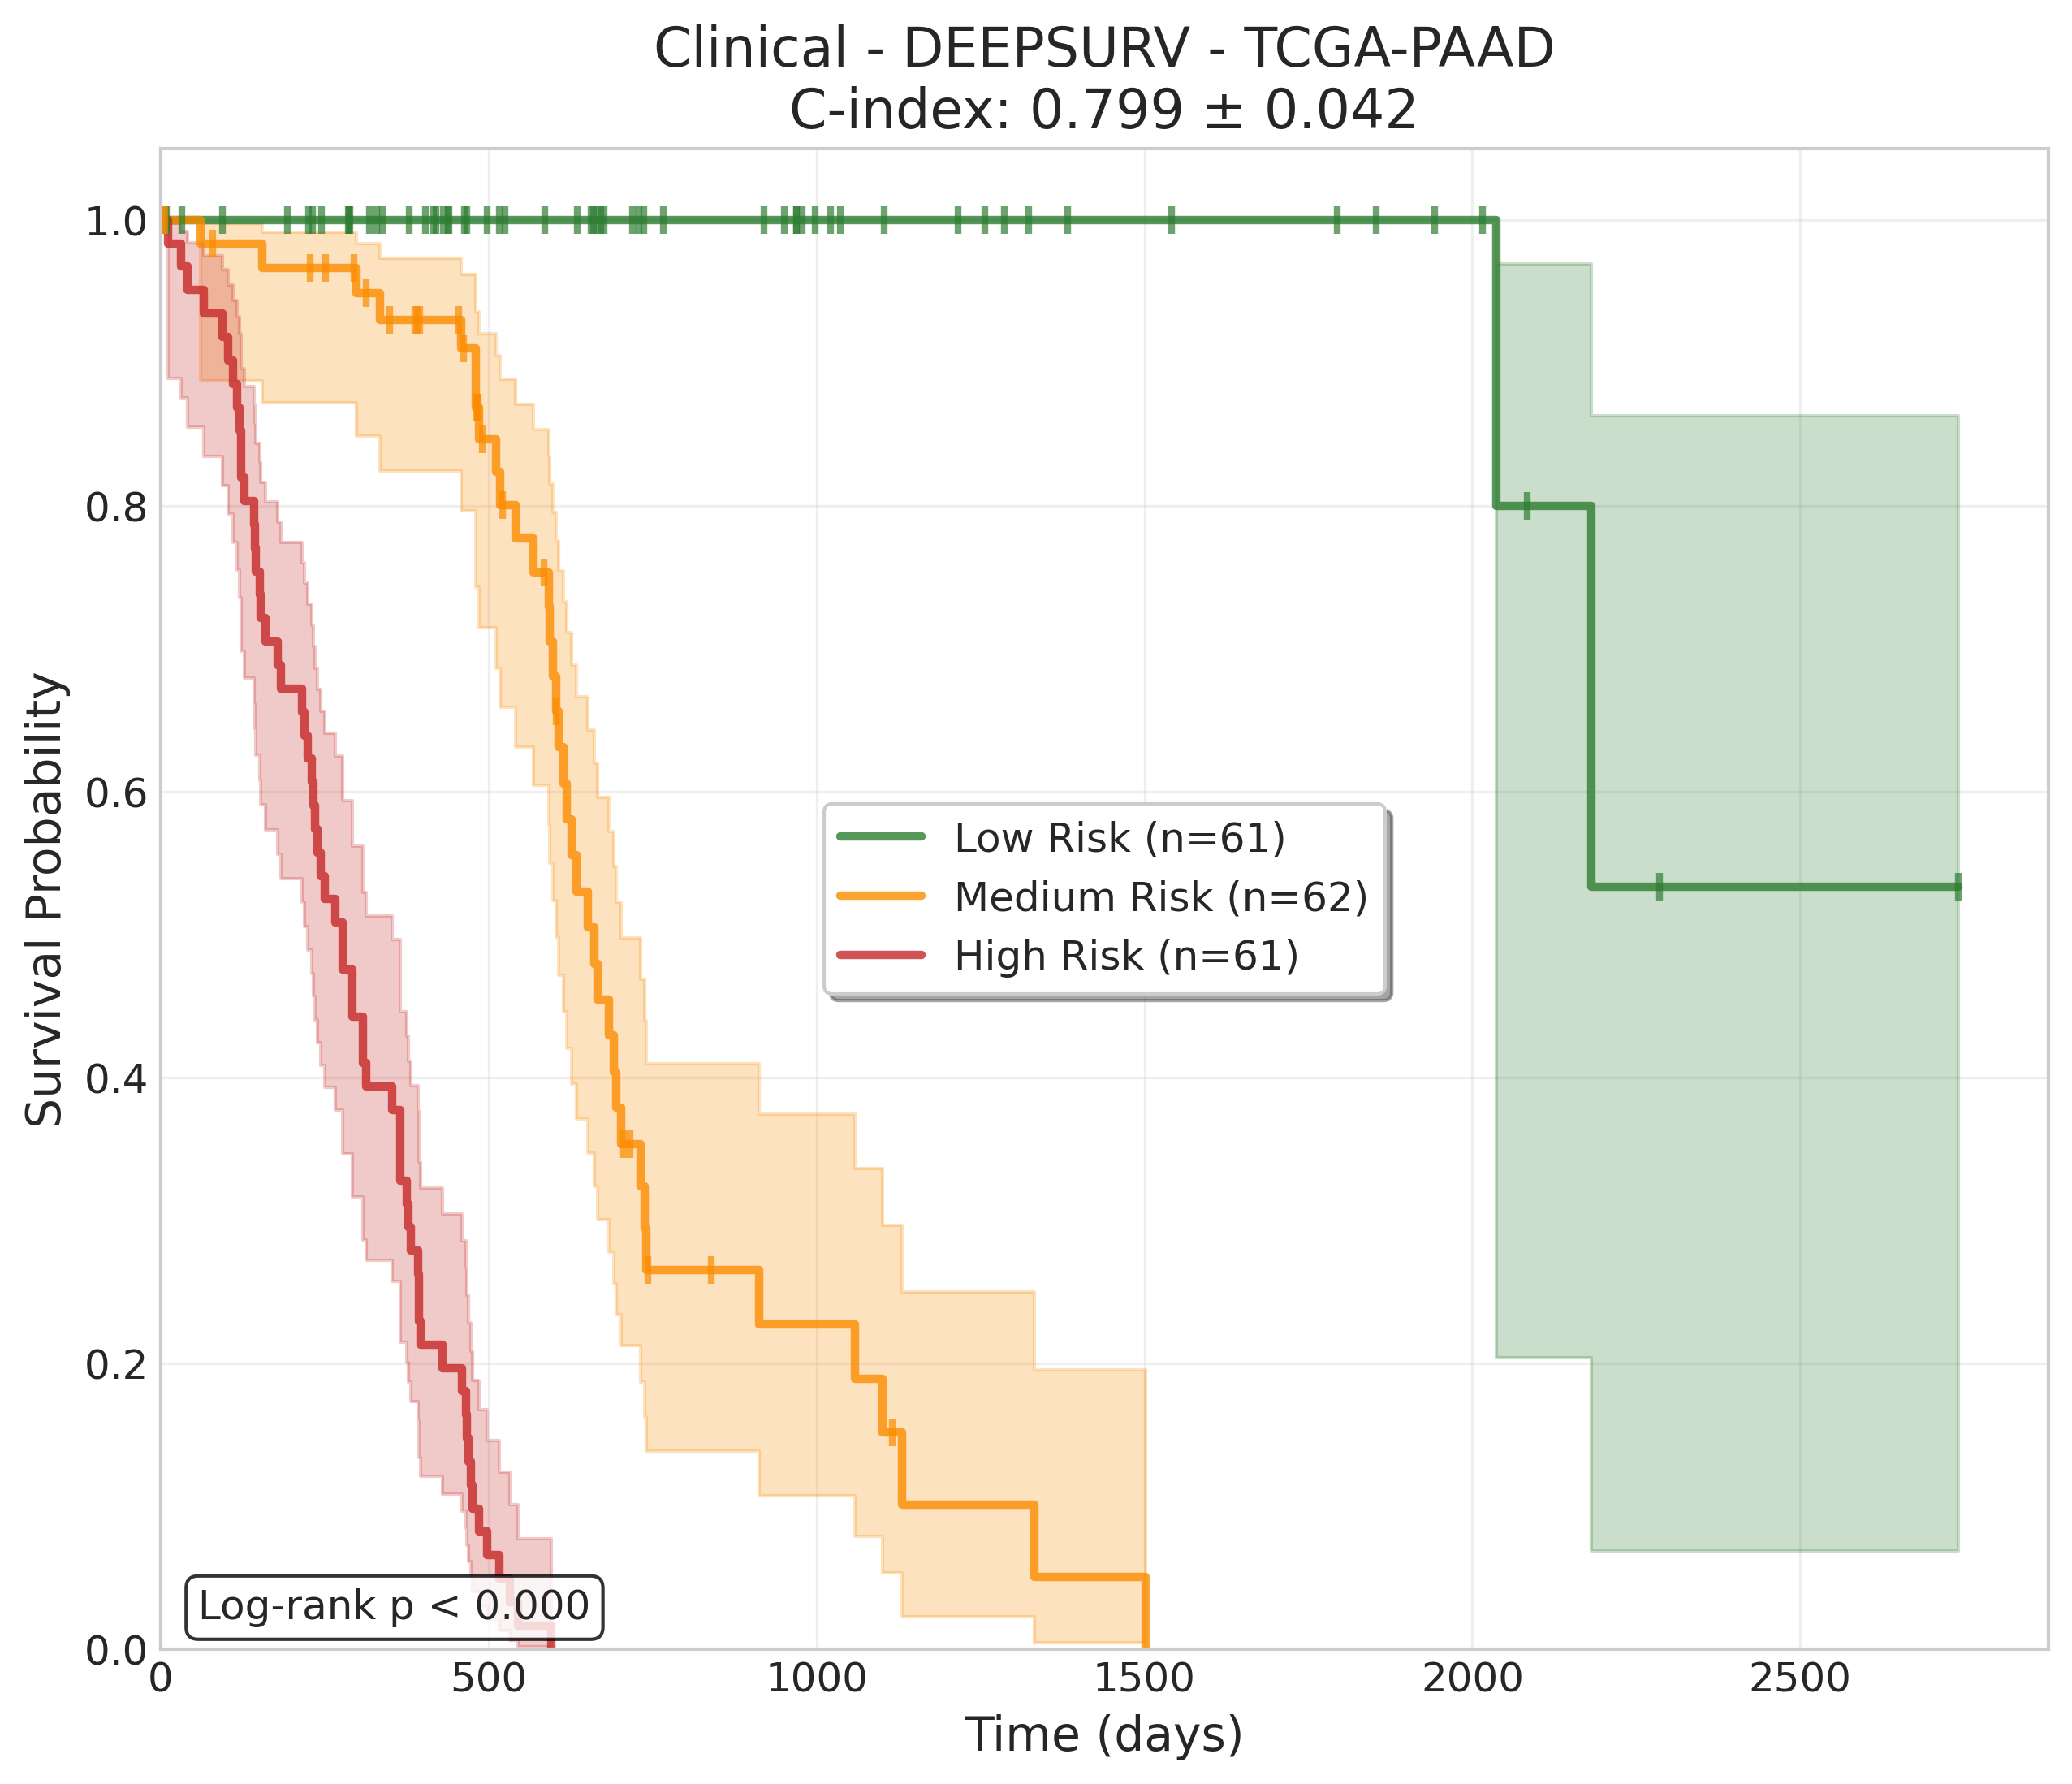 Clinical - DEEPSURV - TCGA-PAAD
C-index: 0.799 ± 0.042
Survival Probability
1.0
0.8
0.6
0.4
0.2
0.0
Low Risk (n=61)
Medium Risk (n=62)
High Risk (n=61)
Log-rank p < 0.000
0 500 1000 1500 2000 2500
Time (days)